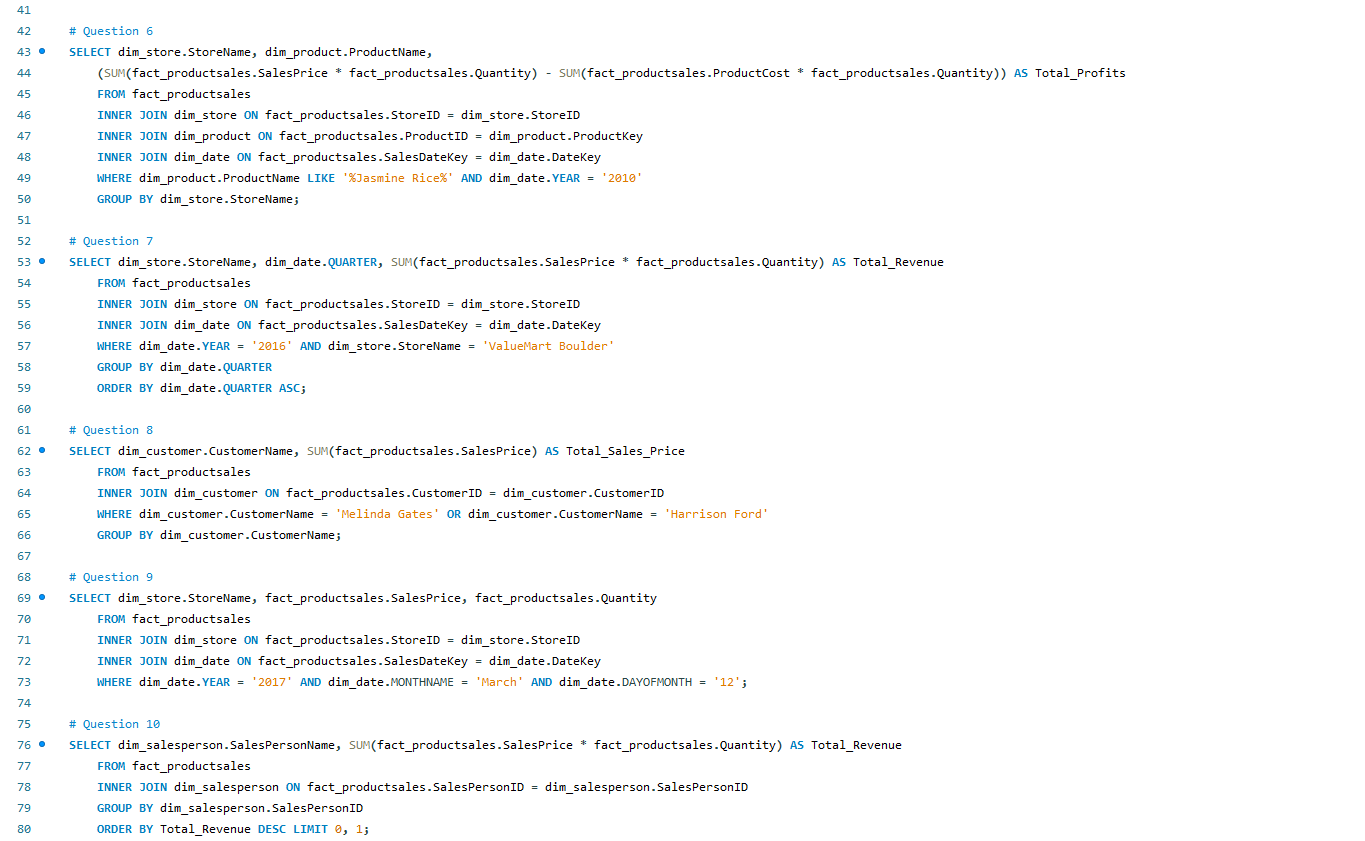 41
42 # Question 6
43 SELECT dim_store.StoreName, dim_product.ProductName,
44 (SUM(fact_productsales.SalesPrice * fact_productsales.Quantity) - SUM(fact_productsales.ProductCost * fact_productsales.Quantity)) AS Total_Profits
45 FROM fact_productsales
46 INNER JOIN dim_store ON fact_productsales.StoreID = dim_store.StoreID
47 INNER JOIN dim_product ON fact_productsales.ProductID = dim_product.ProductKey
48 INNER JOIN dim_date ON fact_productsales.SalesDateKey = dim_date.DateKey
49 WHERE dim_product.ProductName LIKE '%Jasmine Rice%' AND dim_date.YEAR = '2010'
50 GROUP BY dim_store.StoreName;
51
52 # Question 7
53 SELECT dim_store.StoreName, dim_date.QUARTER, SUM(fact_productsales.SalesPrice * fact_productsales.Quantity) AS Total_Revenue
54 FROM fact_productsales
55 INNER JOIN dim_store ON fact_productsales.StoreID = dim_store.StoreID
56 INNER JOIN dim_date ON fact_productsales.SalesDateKey = dim_date.DateKey
57 WHERE dim_date.YEAR = '2016' AND dim_store.StoreName = 'ValueMart Boulder'
58 GROUP BY dim_date.QUARTER
59 ORDER BY dim_date.QUARTER ASC;
60
61 # Question 8
62 SELECT dim_customer.CustomerName, SUM(fact_productsales.SalesPrice) AS Total_Sales_Price
63 FROM fact_productsales
64 INNER JOIN dim_customer ON fact_productsales.CustomerID = dim_customer.CustomerID
65 WHERE dim_customer.CustomerName = 'Melinda Gates' OR dim_customer.CustomerName = 'Harrison Ford'
66 GROUP BY dim_customer.CustomerName;
67
68 # Question 9
69 SELECT dim_store.StoreName, fact_productsales.SalesPrice, fact_productsales.Quantity
70 FROM fact_productsales
71 INNER JOIN dim_store ON fact_productsales.StoreID = dim_store.StoreID
72 INNER JOIN dim_date ON fact_productsales.SalesDateKey = dim_date.DateKey
73 WHERE dim_date.YEAR = '2017' AND dim_date.MONTHNAME = 'March' AND dim_date.DAYOFMONTH = '12';
74
75 # Question 10
76 SELECT dim_salesperson.SalesPersonName, SUM(fact_productsales.SalesPrice * fact_productsales.Quantity) AS Total_Revenue
77 FROM fact_productsales
78 INNER JOIN dim_salesperson ON fact_productsales.SalesPersonID = dim_salesperson.SalesPersonID
79 GROUP BY dim_salesperson.SalesPersonID
80 ORDER BY Total_Revenue DESC LIMIT 0, 1;